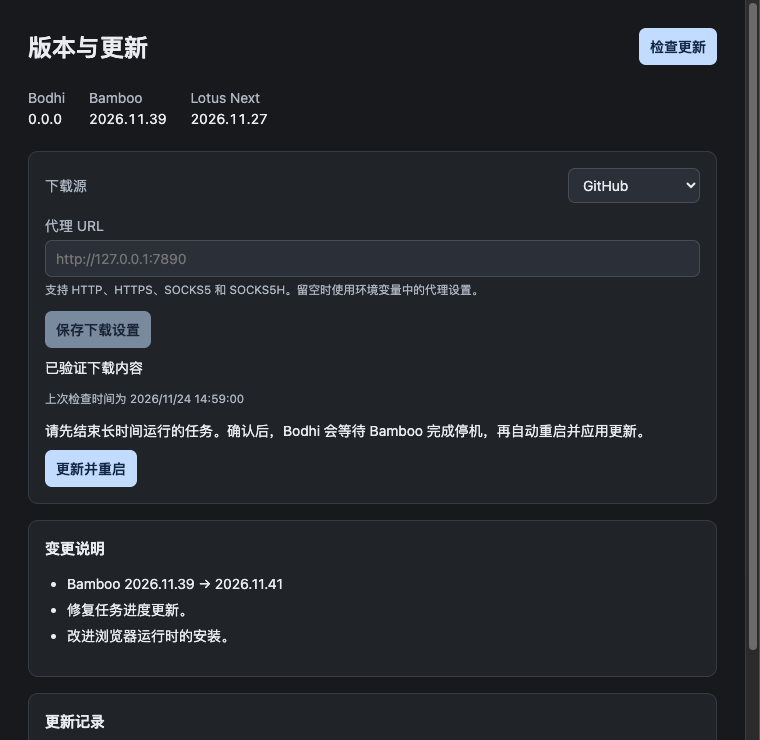 版本与更新
检查更新
Bodhi Bamboo Lotus Next
0.0.0 2026.11.39 2026.11.27
下载源
GitHub
代理 URL
http://127.0.0.1:7890
支持 HTTP、HTTPS、SOCKS5 和 SOCKS5H。留空时使用环境变量中的代理设置。
保存下载设置
已验证下载内容
上次检查时间为 2026/11/24 14:59:00
请先结束长时间运行的任务。确认后，Bodhi 会等待 Bamboo 完成停机，再自动重启并应用更新。
更新并重启
变更说明
• Bamboo 2026.11.39 → 2026.11.41
• 修复任务进度更新。
• 改进浏览器运行时的安装。
更新记录